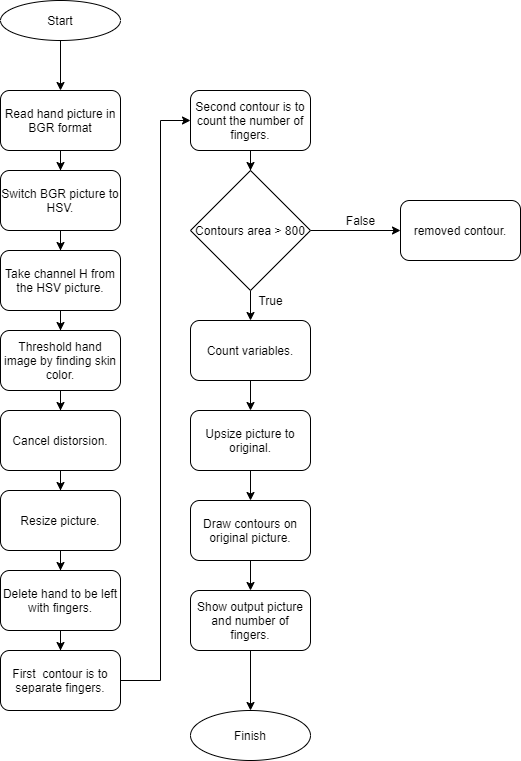 Start
Read hand picture in
BGR format
Switch BGR picture to
HSV.
Take channel H from
the HSV picture.
Threshold hand
image by finding skin
color.
Cancel distorsion.
Resize picture.
Delete hand to be left
with fingers.
First  contour is to
separate fingers.
Second contour is to
count the number of
fingers.
Contours area > 800
False
removed contour.
True
Count variables.
Upsize picture to
original.
Draw contours on
original picture.
Show output picture
and number of
fingers.
Finish